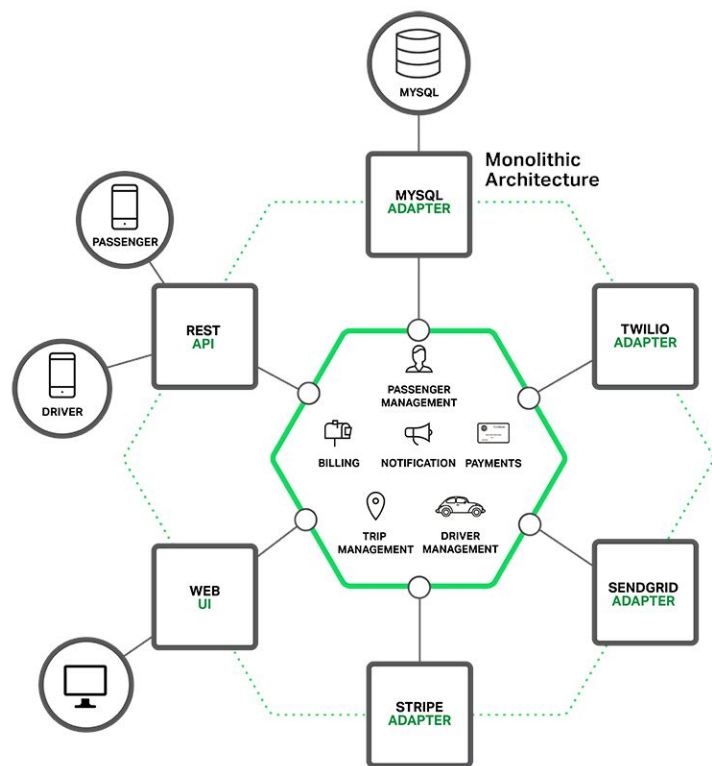 MYSQL
Monolithic
Architecture
MYSQL
ADAPTER
PASSENGER
REST
API
TWILIO
ADAPTER
DRIVER
PASSENGER
MANAGEMENT
BILLING
NOTIFICATION
PAYMENTS
TRIP
MANAGEMENT
DRIVER
MANAGEMENT
WEB
UI
SENDGRID
ADAPTER
STRIPE
ADAPTER